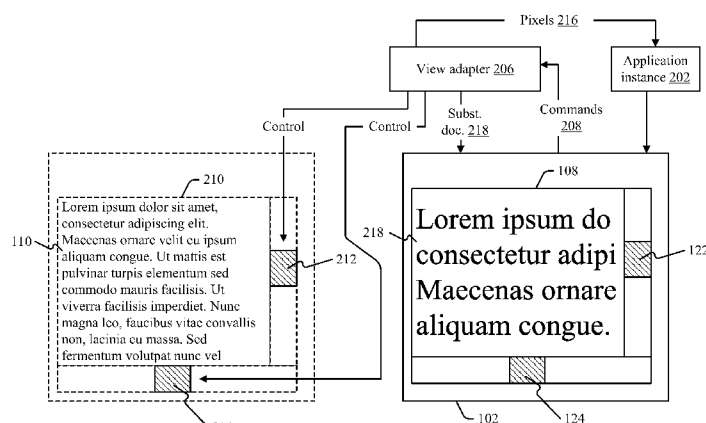 Pixels 216
View adapter 206
Application
instance 202
Control
Control
Subst.
doc. 218
Commands
208
210
108
110
Lorem ipsum dolor sit amet,
consectetur adipiscing elit.
Maecenas ornare velit eu ipsum
aliquam congue. Ut mattis est
pulvinar turpis elementum sed
commodo mauris facilisis. Ut
viverra facilisis imperdiet. Nunc
magna leo, faucibus vitae convallis
non, lacinia eu massa. Sed
fermentum volutpat nunc vel
212
218
Lorem ipsum do
consectetur adipi
Maecenas ornare
aliquam congue.
122
102
124